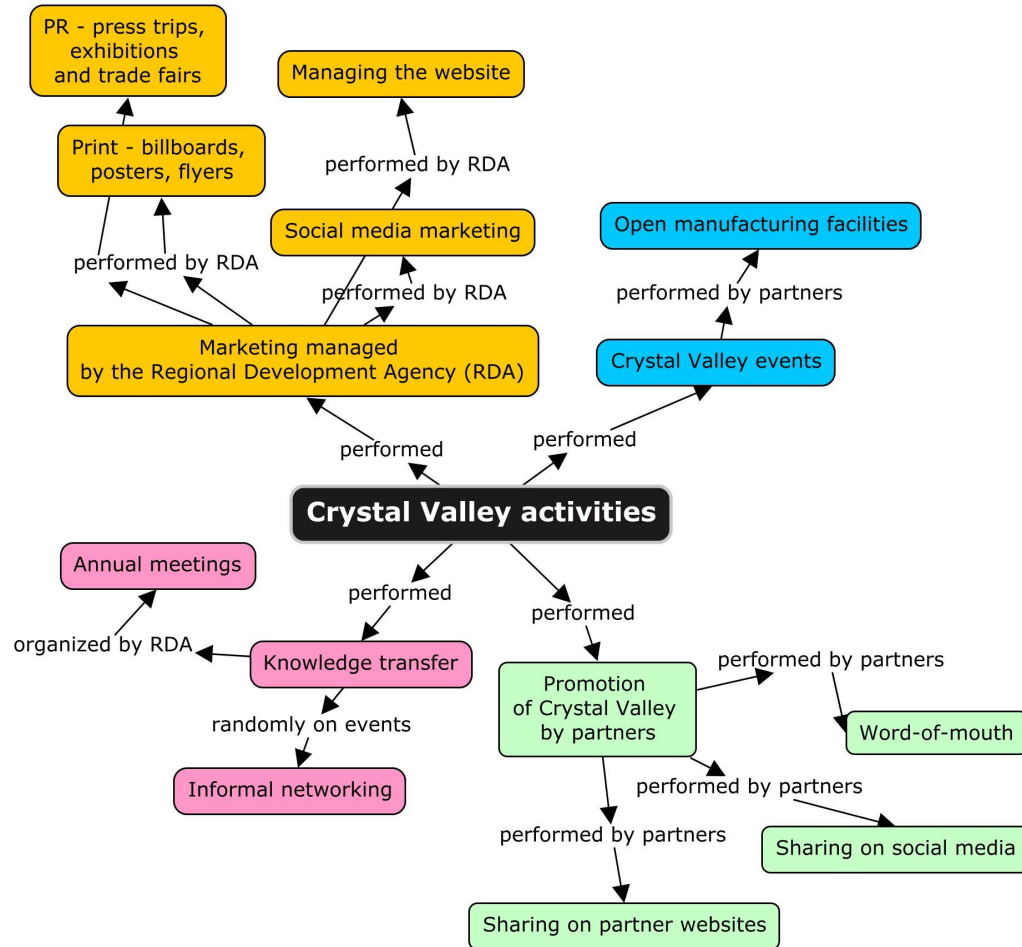 PR - press trips,
exhibitions
and trade fairs
Managing the website
Print - billboards,
posters, flyers
performed by RDA
Social media marketing
Open manufacturing facilities
performed by RDA
performed by RDA
performed by partners
Marketing managed
by the Regional Development Agency (RDA)
Crystal Valley events
performed
performed
Crystal Valley activities
Annual meetings
performed
performed
organized by RDA
Knowledge transfer
performed by partners
Promotion
of Crystal Valley
by partners
randomly on events
Word-of-mouth
Informal networking
performed by partners
performed by partners
Sharing on social media
Sharing on partner websites